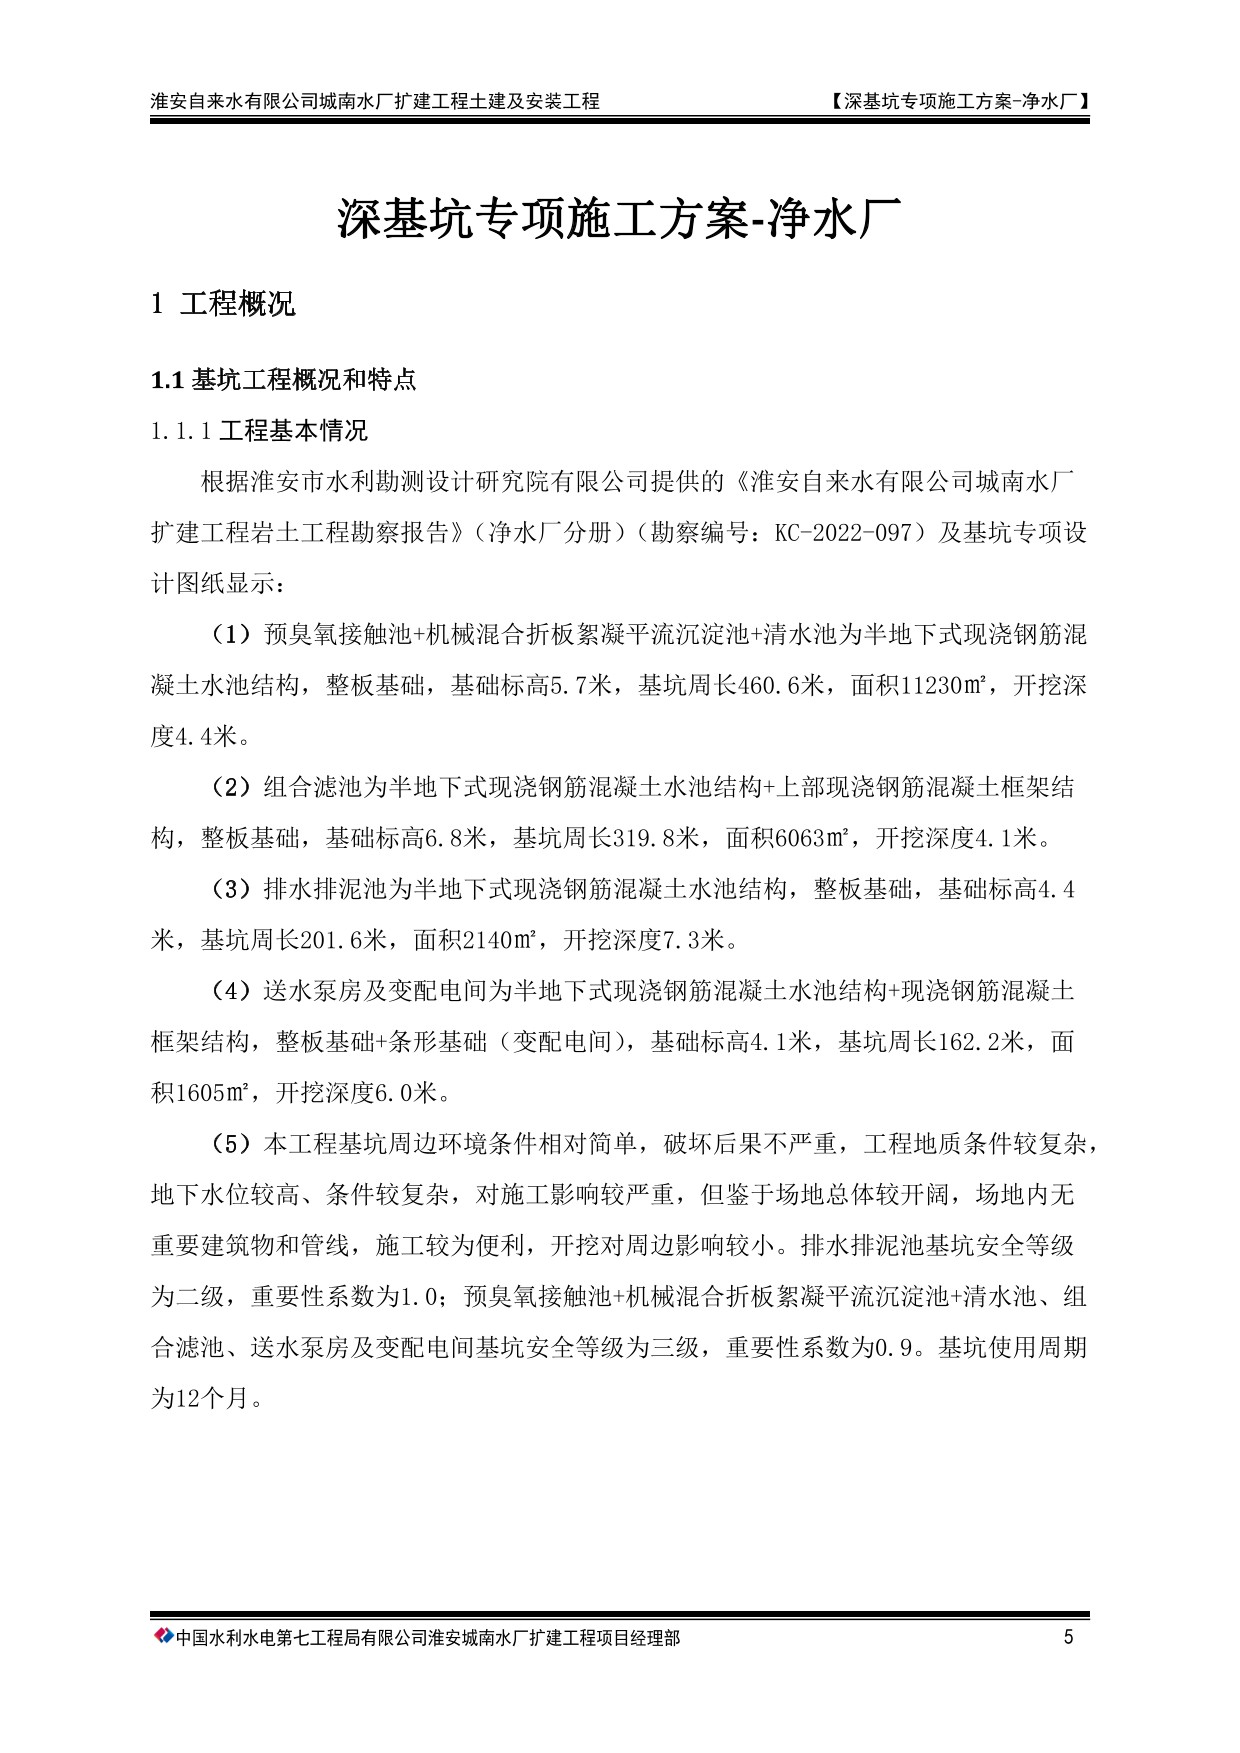 淮安自来水有限公司城南水厂扩建工程土建及安装工程 【深基坑专项施工方案-净水厂】
深基坑专项施工方案-净水厂
1 工程概况
1.1 基坑工程概况和特点
1.1.1 工程基本情况
根据淮安市水利勘测设计研究院有限公司提供的《淮安自来水有限公司城南水厂
扩建工程岩土工程勘察报告》（净水厂分册）（勘察编号：KC-2022-097）及基坑专项设
计图纸显示：
（1）预臭氧接触池+机械混合折板絮凝平流沉淀池+清水池为半地下式现浇钢筋混
凝土水池结构，整板基础，基础标高5.7米，基坑周长460.6米，面积11230㎡，开挖深
度4.4米。
（2）组合滤池为半地下式现浇钢筋混凝土水池结构+上部现浇钢筋混凝土框架结
构，整板基础，基础标高6.8米，基坑周长319.8米，面积6063㎡，开挖深度4.1米。
（3）排水排泥池为半地下式现浇钢筋混凝土水池结构，整板基础，基础标高4.4
米，基坑周长201.6米，面积2140㎡，开挖深度7.3米。
（4）送水泵房及变配电间为半地下式现浇钢筋混凝土水池结构+现浇钢筋混凝土
框架结构，整板基础+条形基础（变配电间），基础标高4.1米，基坑周长162.2米，面
积1605㎡，开挖深度6.0米。
（5）本工程基坑周边环境条件相对简单，破坏后果不严重，工程地质条件较复杂，
地下水位较高、条件较复杂，对施工影响较严重，但鉴于场地总体较开阔，场地内无
重要建筑物和管线，施工较为便利，开挖对周边影响较小。排水排泥池基坑安全等级
为二级，重要性系数为1.0；预臭氧接触池+机械混合折板絮凝平流沉淀池+清水池、组
合滤池、送水泵房及变配电间基坑安全等级为三级，重要性系数为0.9。基坑使用周期
为12个月。
中国水利水电第七工程局有限公司淮安城南水厂扩建工程项目经理部 5